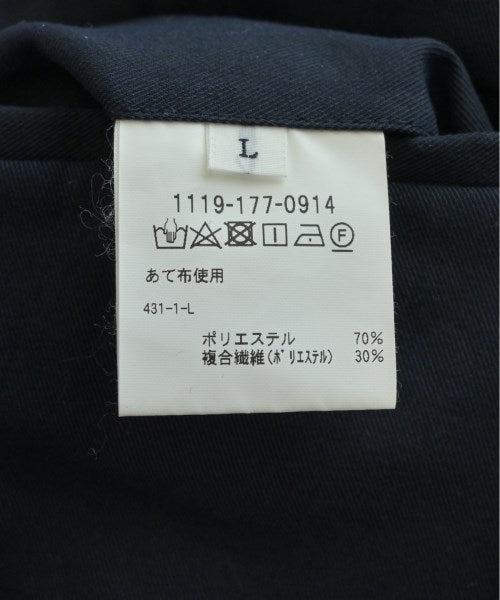 L
1119-177-0914
F
あて布使用
431-1-L
ポリエステル 70%
複合繊維(ポリエステル) 30%